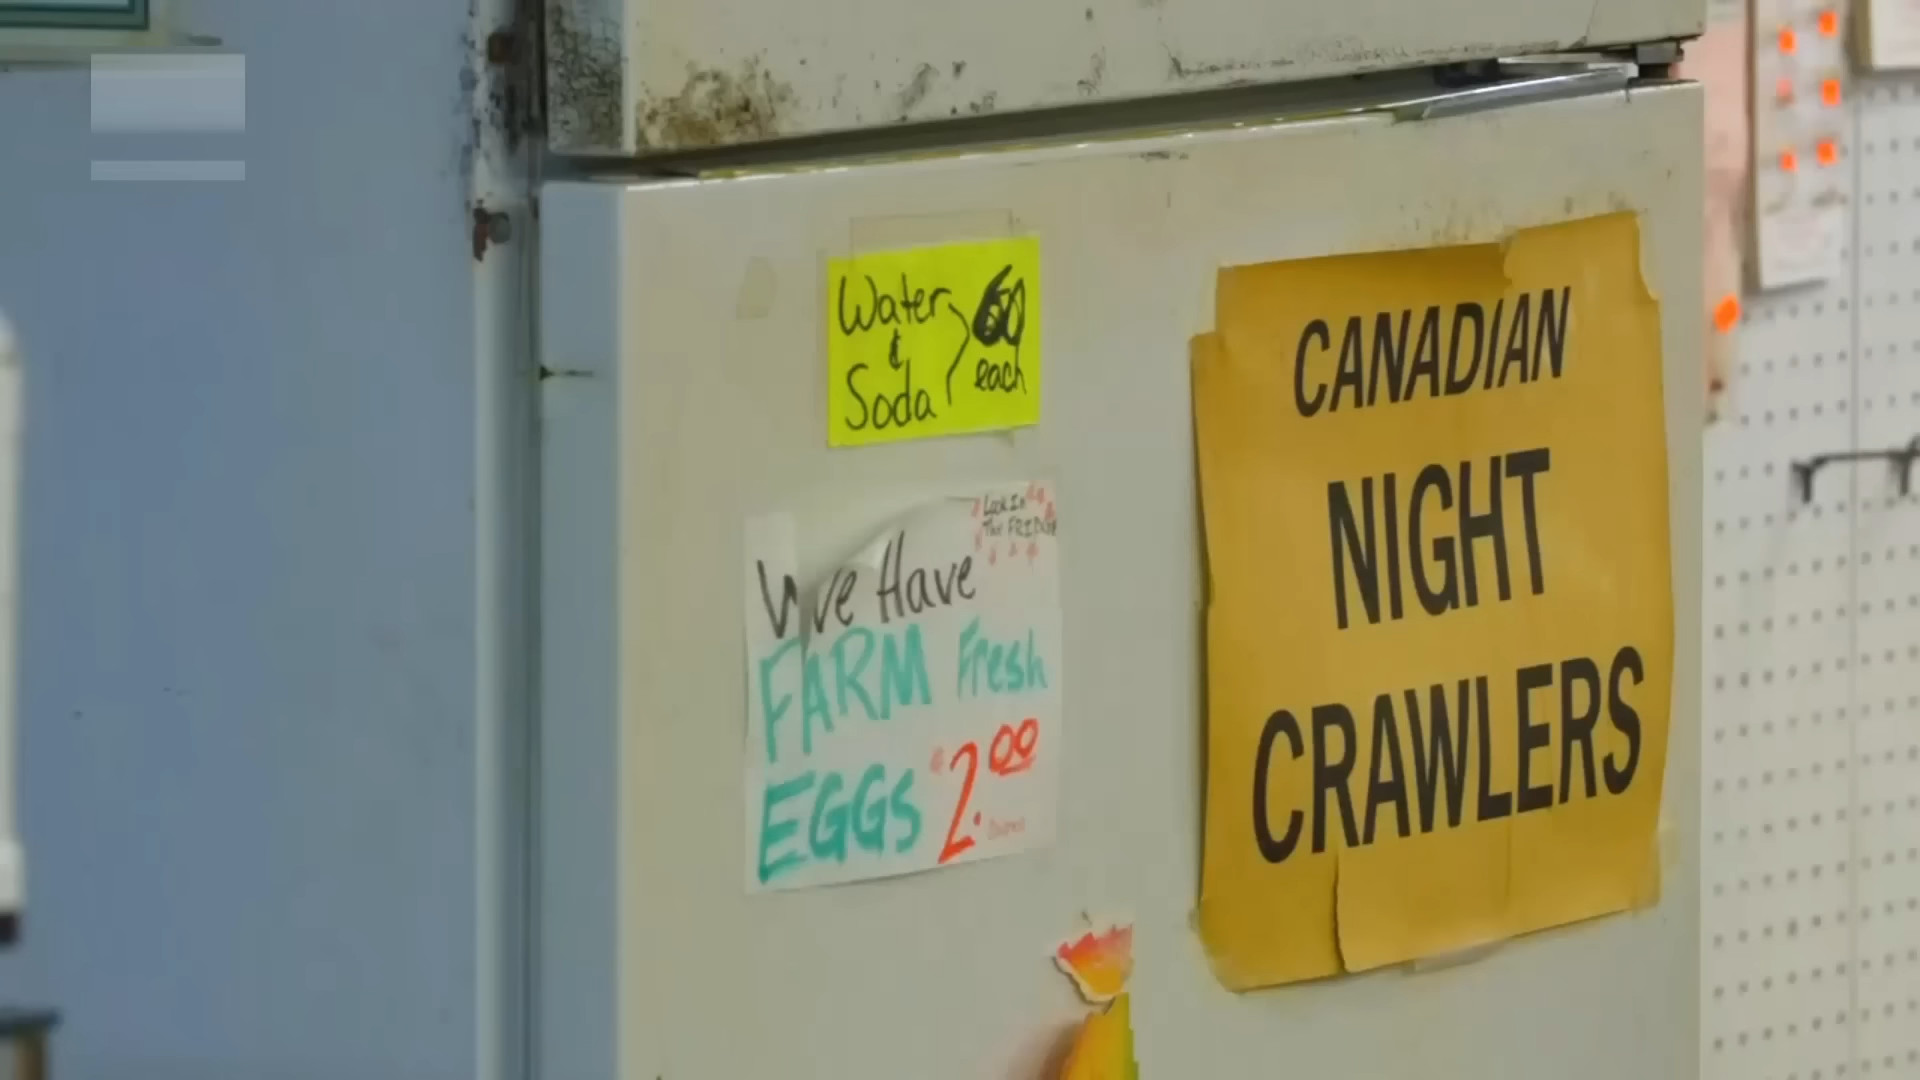 Water
&
Soda
60
each
Look In
The FRIDGE
We Have
FARM Fresh
EGGS $2.00
CANADIAN
NIGHT
CRAWLERS